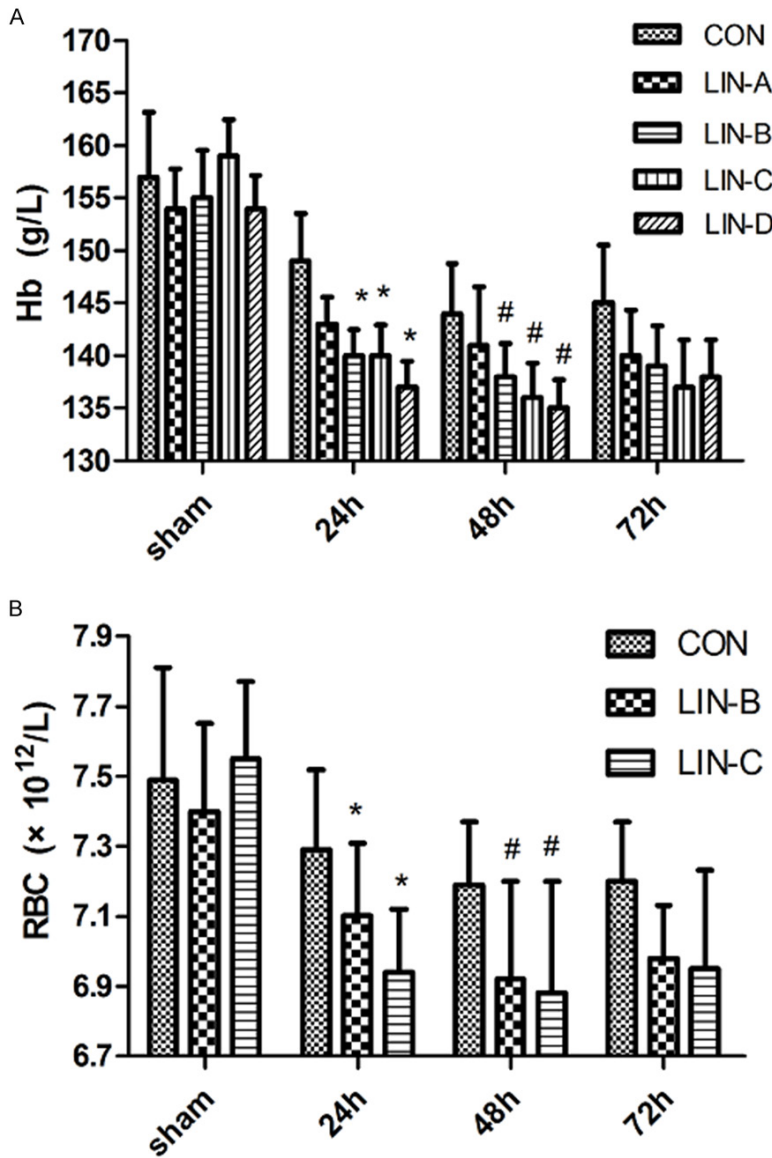 A
Hb (g/L)
170
165
160
155
150
145
140
135
130
CON
LIN-A
LIN-B
LIN-C
LIN-D
* * *
# # #
sham 24h 48h 72h
B
RBC (× 10¹²/L)
7.9
7.7
7.5
7.3
7.1
6.9
6.7
CON
LIN-B
LIN-C
* *
# #
sham 24h 48h 72h